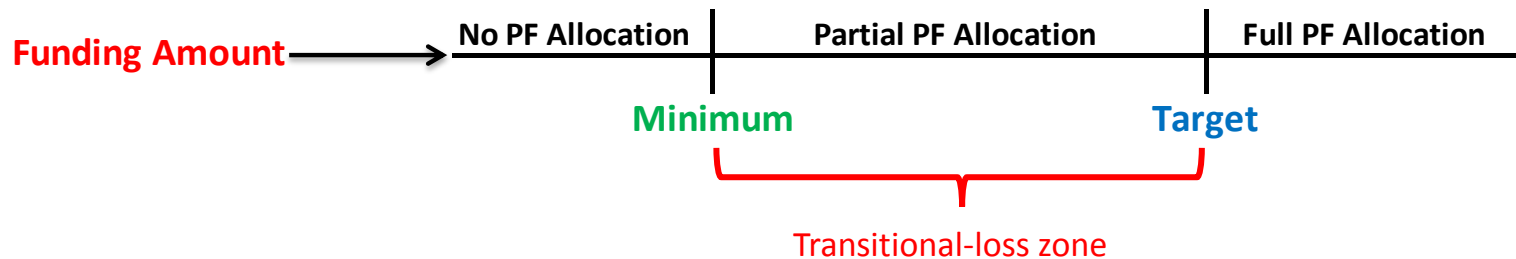 Funding Amount
No PF Allocation
Partial PF Allocation
Full PF Allocation
Minimum
Target
Transitional-loss zone